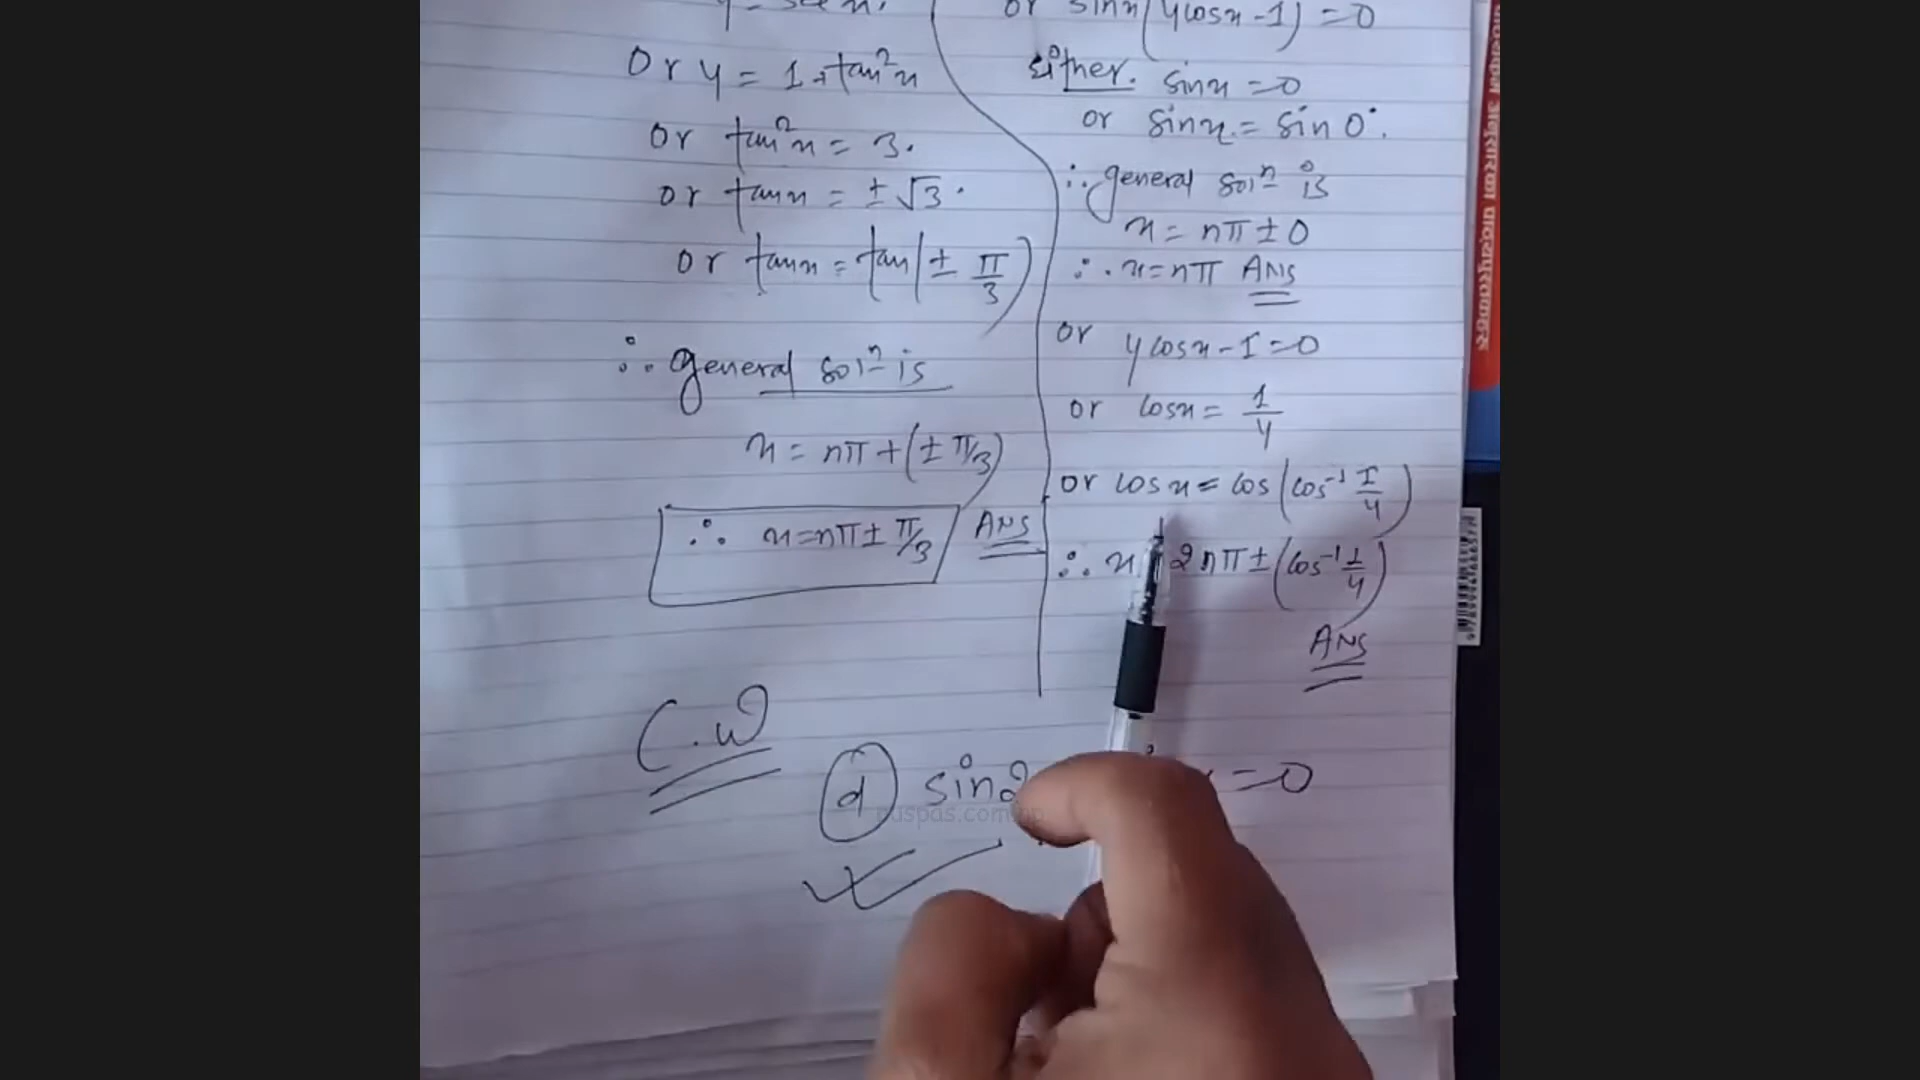 Or 4 = 1 + tan²x
or tan²x = 3.
or tanx = ± √3.
or tanx = tan(± π/3)
∴ general solⁿ is
x = nπ + (± π/3)
∴ x = nπ ± π/3 ANS
or sinx(4cosx - 1) = 0
either. sinx = 0
or sinx = sin 0°.
∴ general solⁿ is
x = nπ ± 0
∴ x = nπ ANS
or 4cosx - 1 = 0
or cosx = 1/4
or cosx = cos(cos⁻¹ 1/4)
∴ x 2nπ ± (cos⁻¹ 1/4)
ANS
C.W
d sin2 = 0